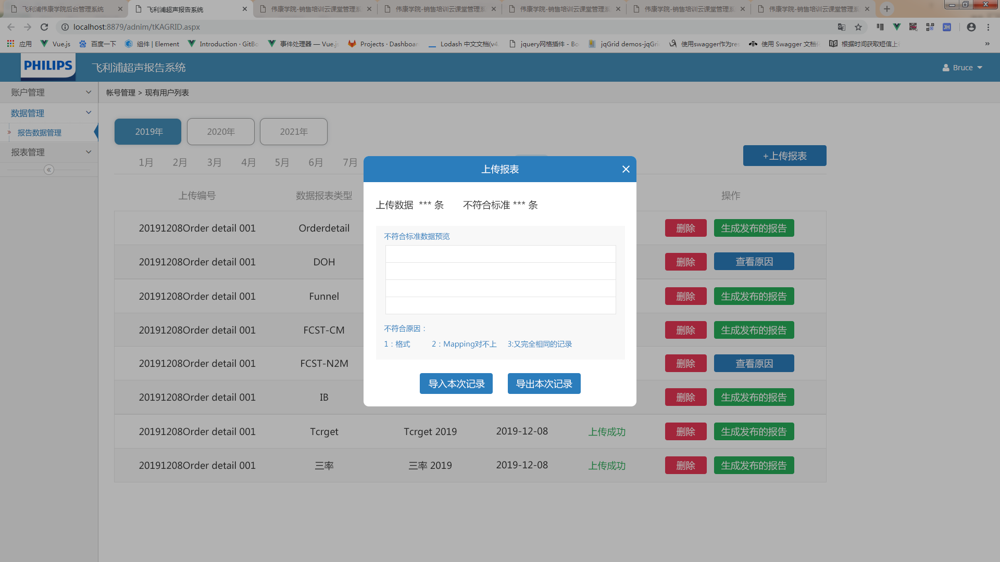 飞利浦伟康学院后台管理系统
飞利浦超声报告系统
伟康学院-销售培训云课堂管理系
伟康学院-销售培训云课堂管理系
伟康学院-销售培训云课堂管理系
伟康学院-销售培训云课堂管理系
伟康学院-销售培训云课堂管理系
localhost:8879/adnim/tKAGRID.aspx
JH
应用
Vue.js
百度一下
组件 | Element
Introduction · GitBo
事件处理器 — Vue.js
Projects · Dashboar
Lodash 中文文档(v4.
jquery网格插件 - Bo
jqGrid demos-jqGri
使用swagger作为res
使用 Swagger 文档
根据时间获取短信上
PHILIPS
飞利浦超声报告系统
Bruce
账户管理
数据管理
报告数据管理
报表管理
帐号管理 > 现有用户列表
2019年
2020年
2021年
1月
2月
3月
4月
5月
6月
7月
+上传报表
上传编号
数据报表类型
操作
20191208Order detail 001
Orderdetail
删除
生成发布的报告
20191208Order detail 001
DOH
删除
查看原因
20191208Order detail 001
Funnel
删除
生成发布的报告
20191208Order detail 001
FCST-CM
删除
生成发布的报告
20191208Order detail 001
FCST-N2M
删除
查看原因
20191208Order detail 001
IB
删除
生成发布的报告
20191208Order detail 001
Tcrget
Tcrget 2019
2019-12-08
上传成功
删除
生成发布的报告
20191208Order detail 001
三率
三率 2019
2019-12-08
上传成功
删除
生成发布的报告
上传报表
上传数据 *** 条
不符合标准 *** 条
不符合标准数据预览
不符合原因：
1：格式
2：Mapping对不上
3:又完全相同的记录
导入本次记录
导出本次记录